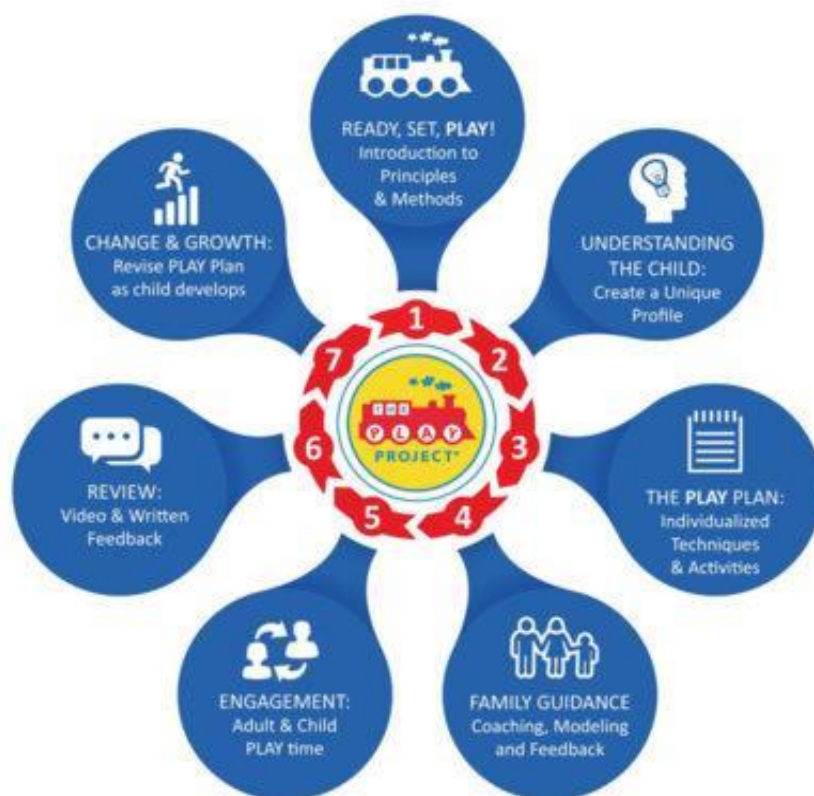 READY, SET, PLAY!
Introduction to
Principles
& Methods
UNDERSTANDING
THE CHILD:
Create a Unique
Profile
THE PLAY PLAN:
Individualized
Techniques
& Activities
FAMILY GUIDANCE
Coaching, Modeling
and Feedback
ENGAGEMENT:
Adult & Child
PLAY time
REVIEW:
Video & Written
Feedback
CHANGE & GROWTH:
Revise PLAY Plan
as child develops
1
2
3
4
5
6
7
THE
PLAY
PROJECT®